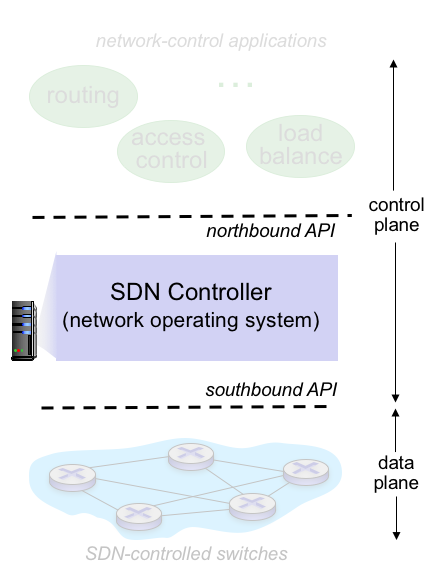 network-control applications
routing
...
access
control
load
balance
control
plane
northbound API
SDN Controller
(network operating system)
southbound API
data
plane
SDN-controlled switches